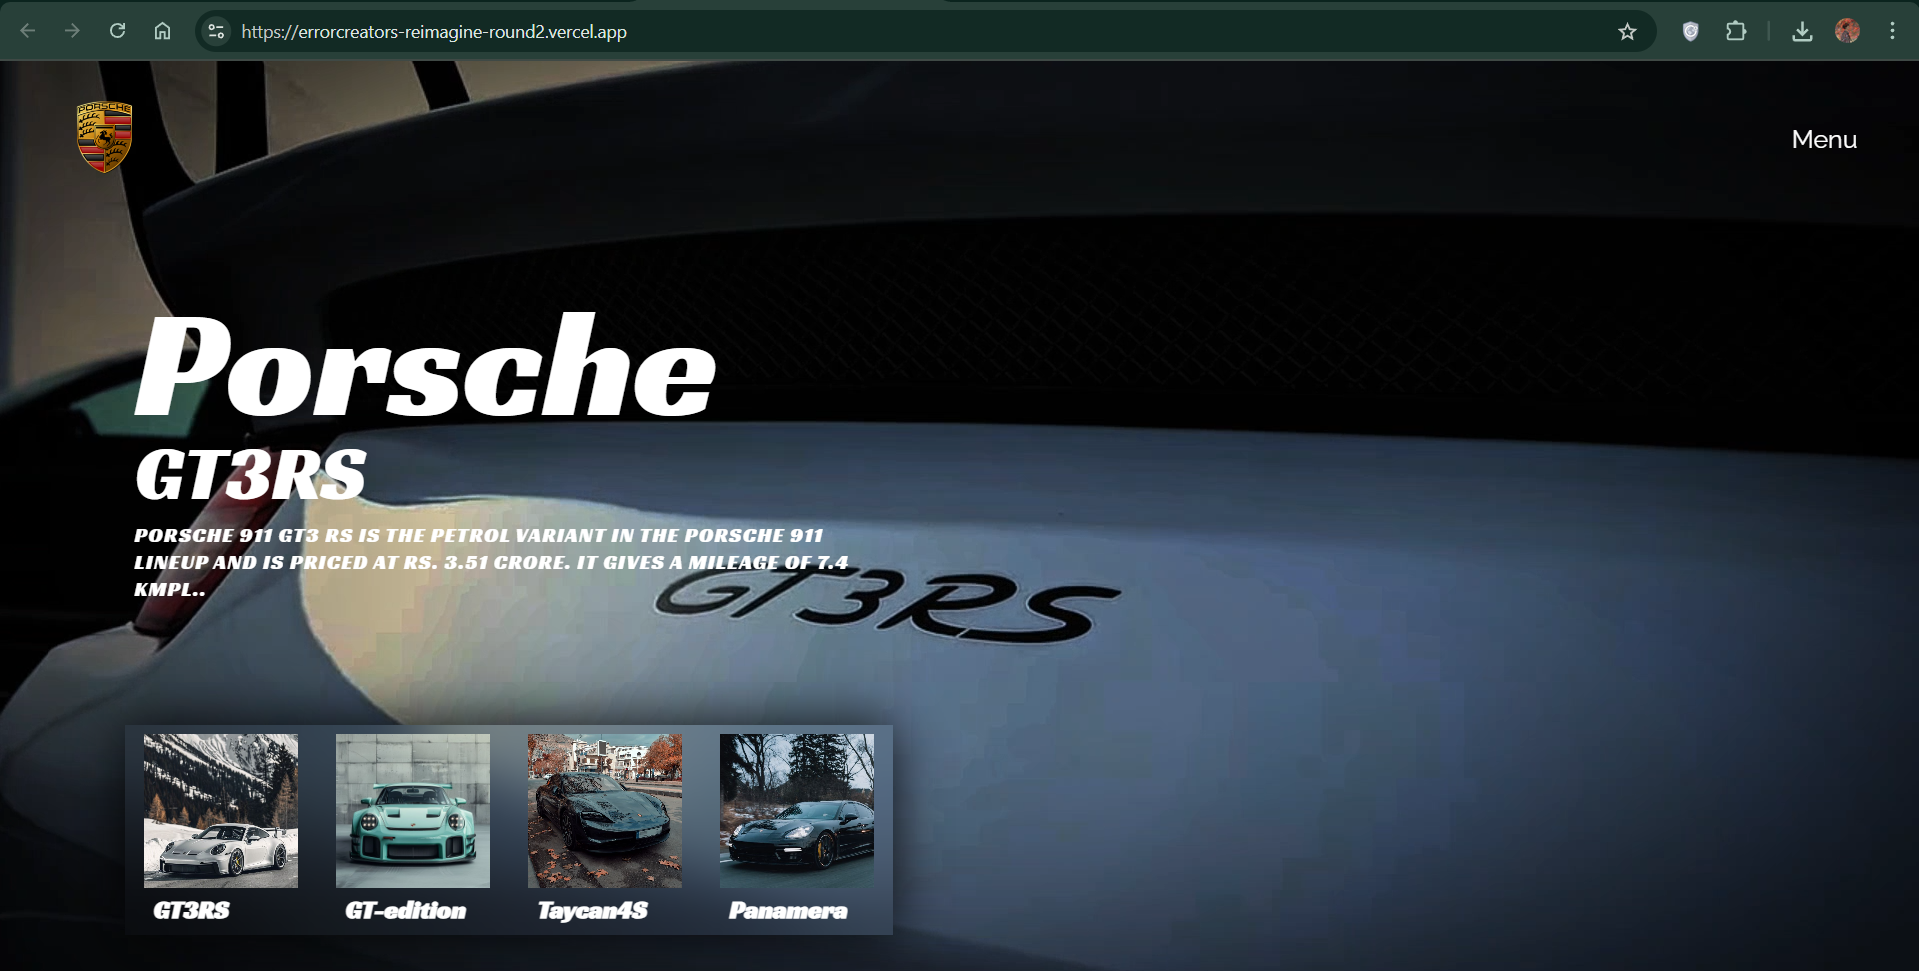 https://errorcreators-reimagine-round2.vercel.app
PORSCHE
Menu
Porsche
GT3RS
PORSCHE 911 GT3 RS IS THE PETROL VARIANT IN THE PORSCHE 911
LINEUP AND IS PRICED AT RS. 3.51 CRORE. IT GIVES A MILEAGE OF 7.4
KMPL..
GT3RS
GT3RS
GT-edition
Taycan4S
Panamera